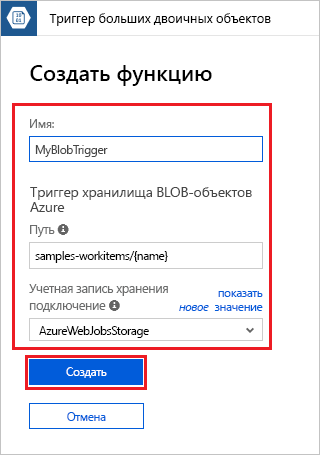 Триггер больших двоичных объектов
Создать функцию
Имя:
MyBlobTrigger
Триггер хранилища BLOB-объектов
Azure
Путь
samples-workitems/{name}
Учетная запись хранения показать
подключение новое значение
AzureWebJobsStorage
Создать
Отмена